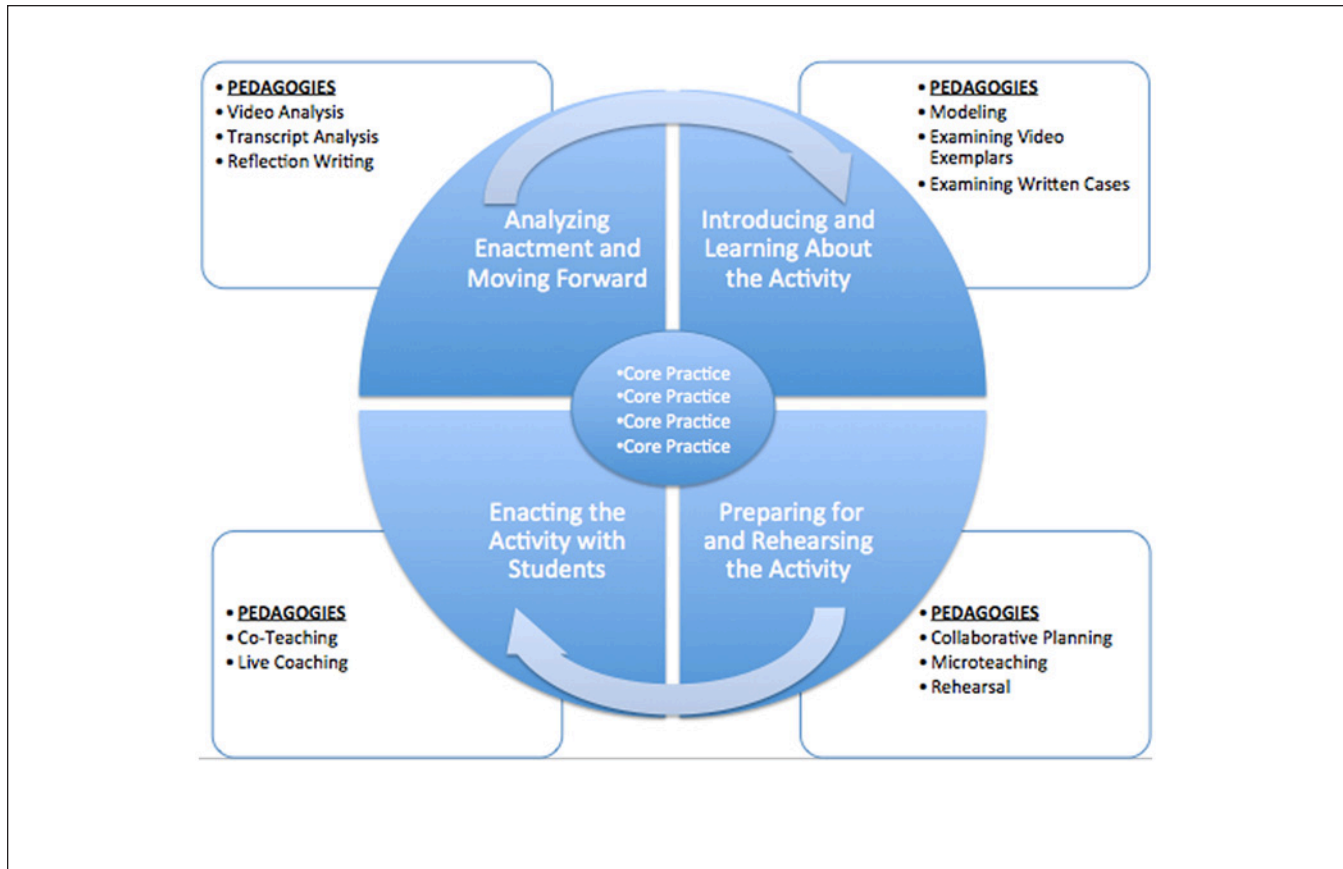 • PEDAGOGIES
• Video Analysis
• Transcript Analysis
• Reflection Writing
• PEDAGOGIES
• Modeling
• Examining Video
Exemplars
• Examining Written Cases
Analyzing
Enactment and
Moving Forward
Introducing and
Learning About
the Activity
•Core Practice
•Core Practice
•Core Practice
•Core Practice
Enacting the
Activity with
Students
Preparing for
and Rehearsing
the Activity
• PEDAGOGIES
• Co-Teaching
• Live Coaching
• PEDAGOGIES
• Collaborative Planning
• Microteaching
• Rehearsal